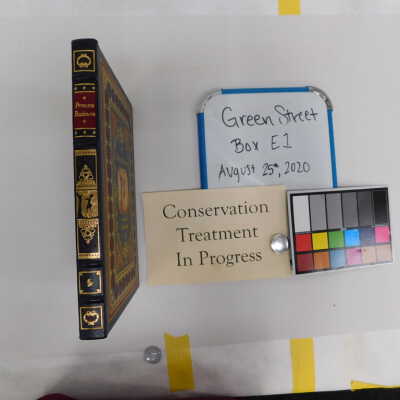 Green Street
Box E1
August 25th, 2020
Conservation
Treatment
In Progress